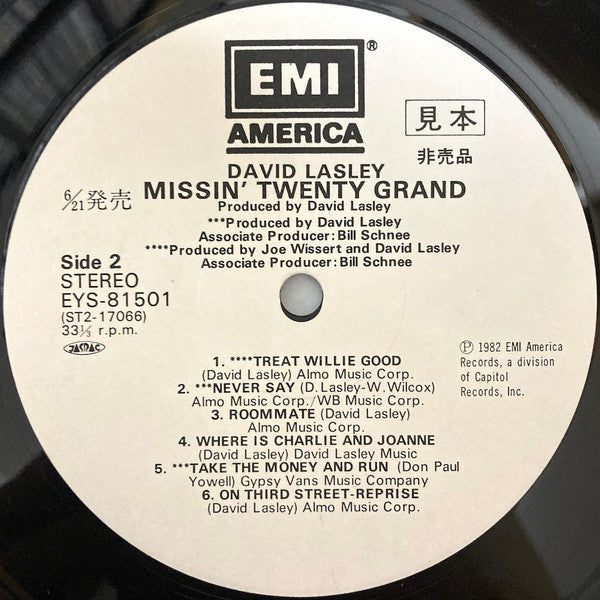 EMI ®
AMERICA
見本
非売品
DAVID LASLEY
6/21発売
MISSIN' TWENTY GRAND
Produced by David Lasley
***Produced by David Lasley
Associate Producer: Bill Schnee
****Produced by Joe Wissert and David Lasley
Associate Producer: Bill Schnee
Side 2
STEREO
EYS-81501
(ST2-17066)
33⅓ r.p.m.
JASRAC
Ⓟ 1982 EMI America
Records, a division
of Capitol
Records, Inc.
1. ****TREAT WILLIE GOOD
(David Lasley) Almo Music Corp.
2. ***NEVER SAY (D.Lasley-W.Wilcox)
Almo Music Corp./WB Music Corp.
3. ROOMMATE (David Lasley)
Almo Music Corp.
4. WHERE IS CHARLIE AND JOANNE
(David Lasley) David Lasley Music
5. ***TAKE THE MONEY AND RUN (Don Paul
Yowell) Gypsy Vans Music Company
6. ON THIRD STREET-REPRISE
(David Lasley) Almo Music Corp.